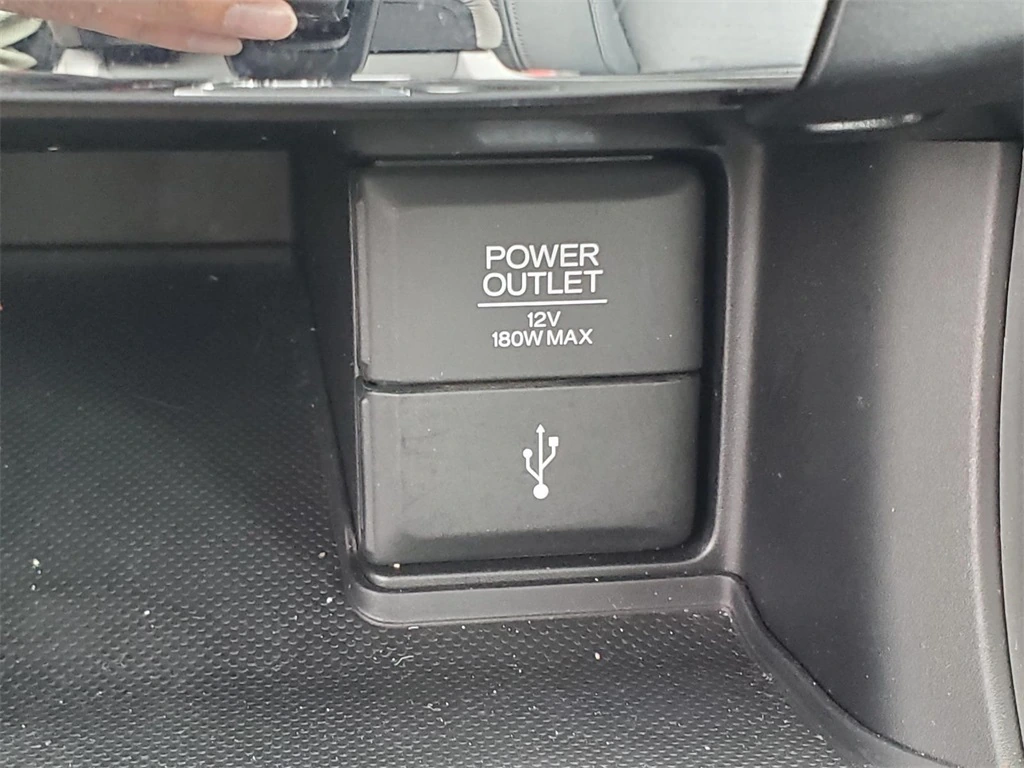 POWER
OUTLET
12V
180W MAX